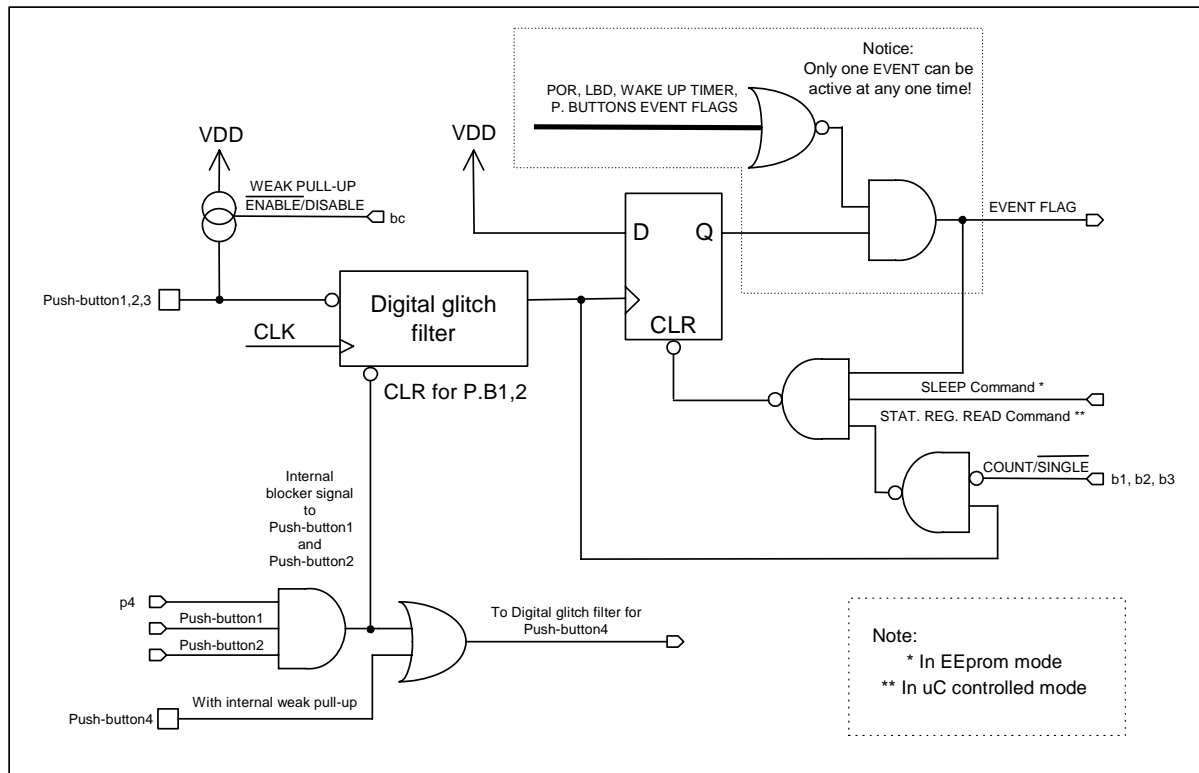 Notice:
Only one EVENT can be
active at any one time!
POR, LBD, WAKE UP TIMER,
P. BUTTONS EVENT FLAGS
VDD
VDD
WEAK PULL-UP
ENABLE/DISABLE
bc
EVENT FLAG
D
Q
Push-button1,2,3
Digital glitch
filter
CLK
CLR
CLR for P.B1,2
SLEEP Command *
STAT. REG. READ Command **
COUNT/SINGLE
b1, b2, b3
Internal
blocker signal
to
Push-button1
and
Push-button2
p4
Push-button1
Push-button2
To Digital glitch filter for
Push-button4
With internal weak pull-up
Push-button4
Note:
* In EEprom mode
** In uC controlled mode